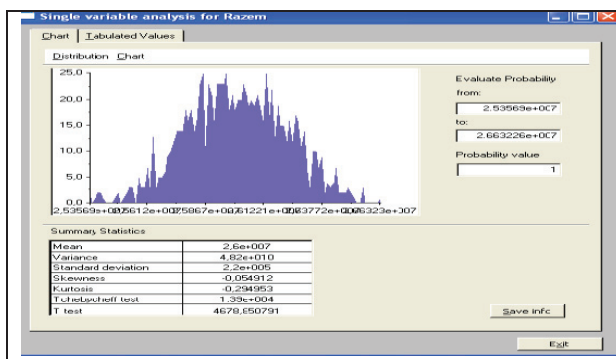 Single variable analysis for Razem
Chart Tabulated Values
Distribution Chart
25,0
20,0
15,0
10,0
5,0
0,0
Evaluate Probability
from:
2.53569e+007
to:
2.663226e+007
Probability value
1
Summary Statistics
Mean 2,6e+007
Variance 4,82e+010
Standard deviation 2,2e+005
Skewness -0,054912
Kurtosis -0,294953
Tchebycheff test 1,39e+004
T test 4678,850791
Save info
Exit